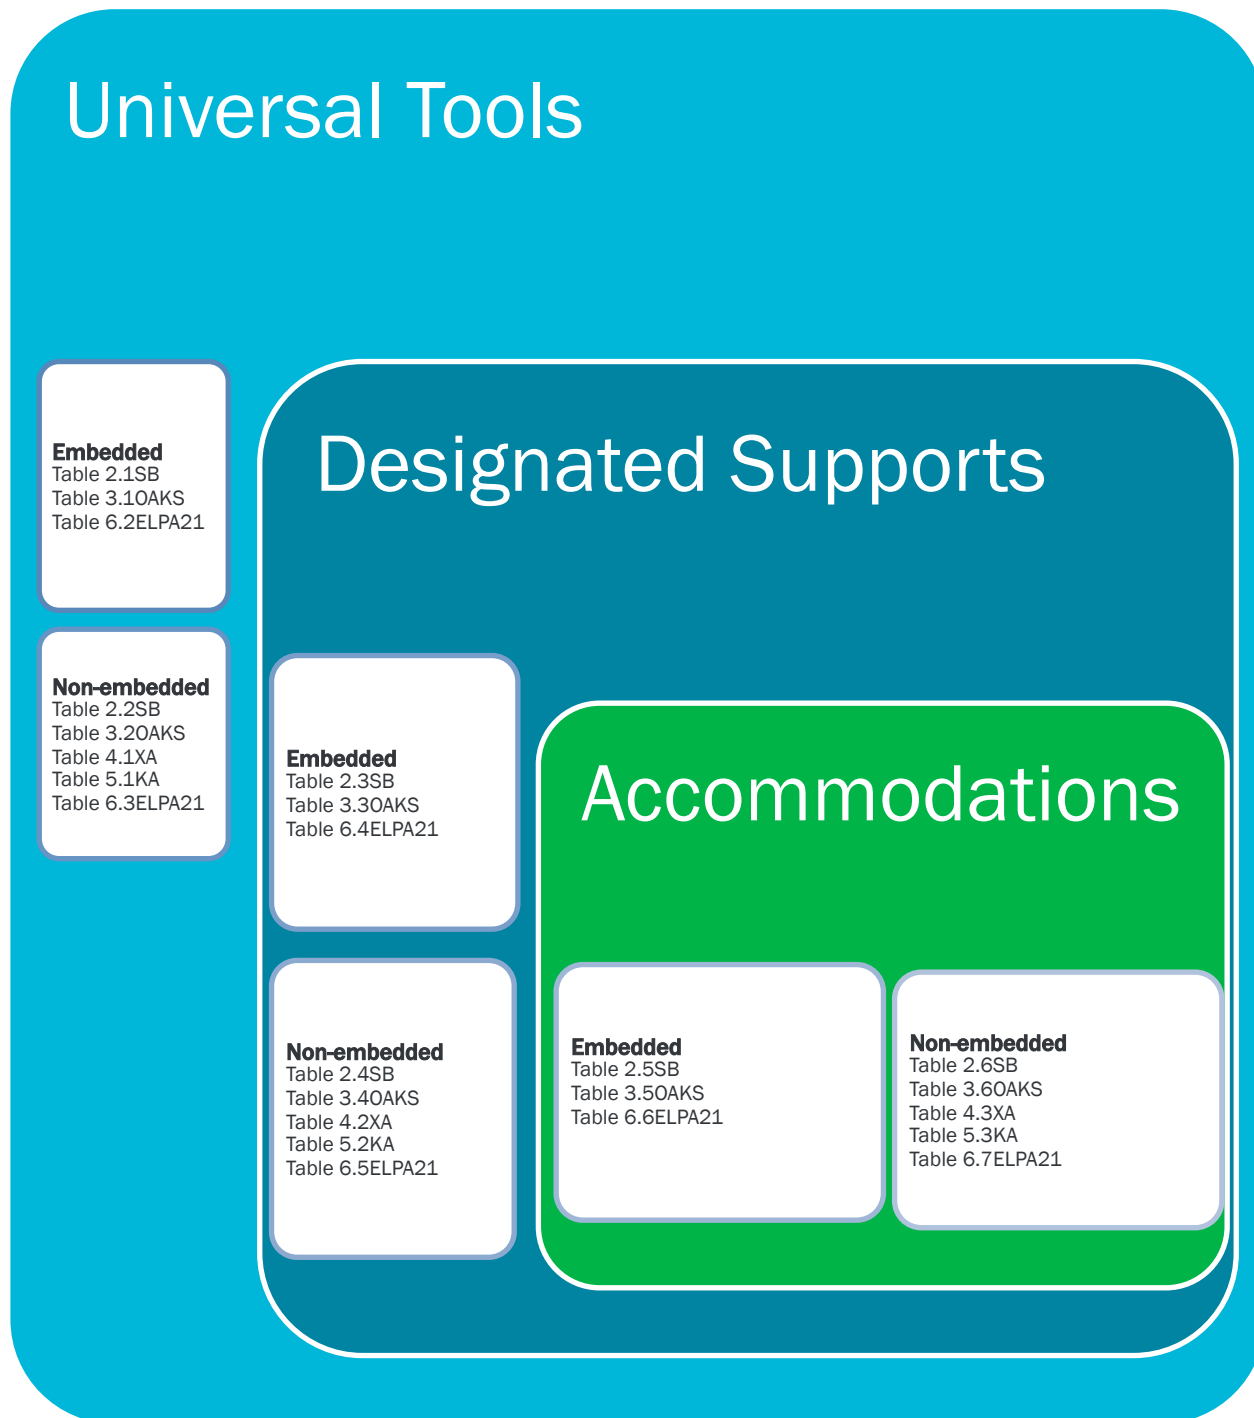 Universal Tools
Embedded
Table 2.1SB
Table 3.1OAKS
Table 6.2ELPA21
Non-embedded
Table 2.2SB
Table 3.2OAKS
Table 4.1XA
Table 5.1KA
Table 6.3ELPA21
Designated Supports
Embedded
Table 2.3SB
Table 3.3OAKS
Table 6.4ELPA21
Non-embedded
Table 2.4SB
Table 3.4OAKS
Table 4.2XA
Table 5.2KA
Table 6.5ELPA21
Accommodations
Embedded
Table 2.5SB
Table 3.5OAKS
Table 6.6ELPA21
Non-embedded
Table 2.6SB
Table 3.6OAKS
Table 4.3XA
Table 5.3KA
Table 6.7ELPA21